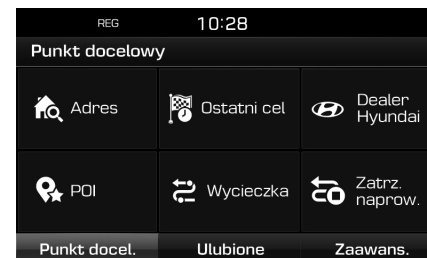 REG 10:28
Punkt docelowy
Adres
Ostatni cel
Dealer
Hyundai
POI
Wycieczka
Zatrz.
naprow.
Punkt docel. Ulubione Zaawans.